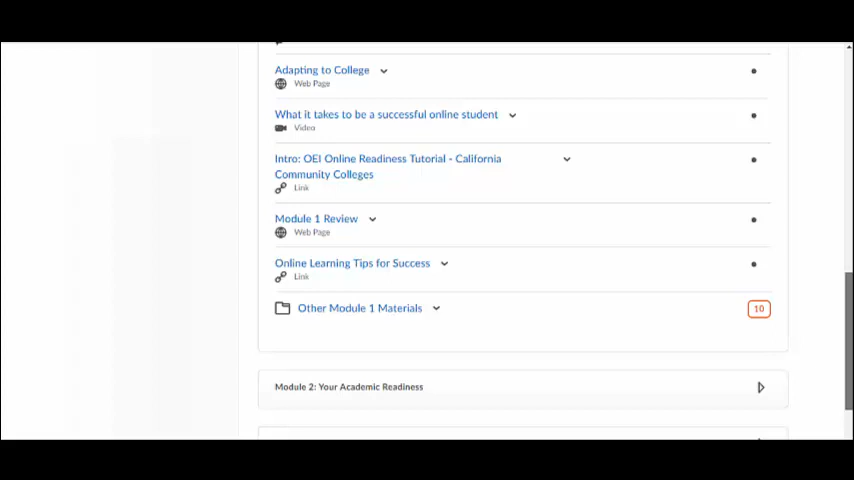 Adapting to College
Web Page
What it takes to be a successful online student
Video
Intro: OEI Online Readiness Tutorial - California
Community Colleges
Link
Module 1 Review
Web Page
Online Learning Tips for Success
Link
Other Module 1 Materials
10
Module 2: Your Academic Readiness